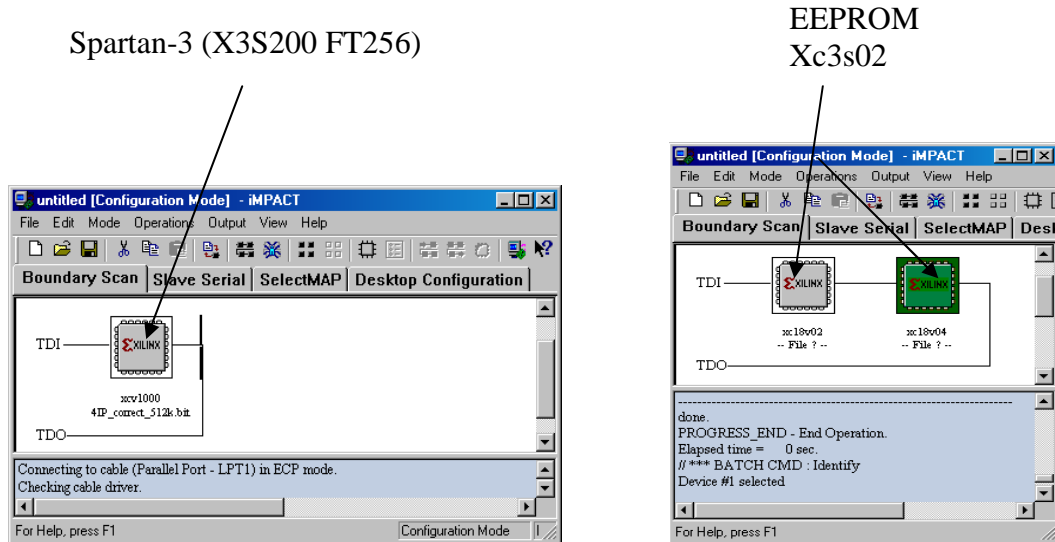 Spartan-3 (X3S200 FT256)
EEPROM
Xc3s02
untitled [Configuration Mode] - iMPACT
File Edit Mode Operations Output View Help
Boundary Scan Slave Serial SelectMAP Desktop Configuration
TDI
XILINX
xcv1000
4IP_correct_512k.bit
TDO
Connecting to cable (Parallel Port - LPT1) in ECP mode.
Checking cable driver.
For Help, press F1 Configuration Mode
untitled [Configuration Mode] - iMPACT
File Edit Mode Operations Output View Help
Boundary Scan Slave Serial SelectMAP Desl
TDI
XILINX XILINX
xc18v02 xc18v04
-- File ? -- -- File ? --
TDO
done.
PROGRESS_END - End Operation.
Elapsed time = 0 sec.
// *** BATCH CMD : Identify
Device #1 selected
For Help, press F1